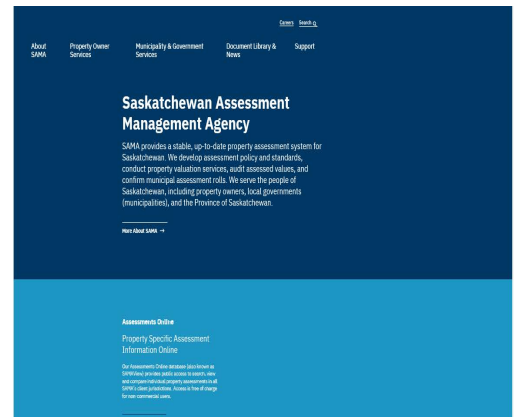 Careers Search
About SAMA
Property Owner Services
Municipality & Government Services
Document Library & News
Support
Saskatchewan Assessment
Management Agency
SAMA provides a stable, up-to-date property assessment system for
Saskatchewan. We develop assessment policy and standards,
conduct property valuation services, audit assessed values, and
confirm municipal assessment rolls. We serve the people of
Saskatchewan, including property owners, local governments
(municipalities), and the Province of Saskatchewan.
More About SAMA →
Assessments Online
Property Specific Assessment
Information Online
Our Assessments Online database (also known as
SAMAView) provides public access to search, view
and compare individual property assessments in all
SAMA's client jurisdictions. Access is free of charge
for non-commercial users.